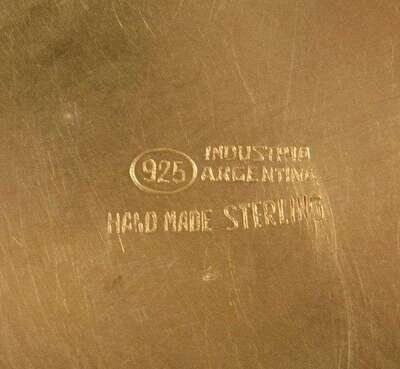 925 INDUSTRIA
ARGENTINA
HAND MADE STERLING